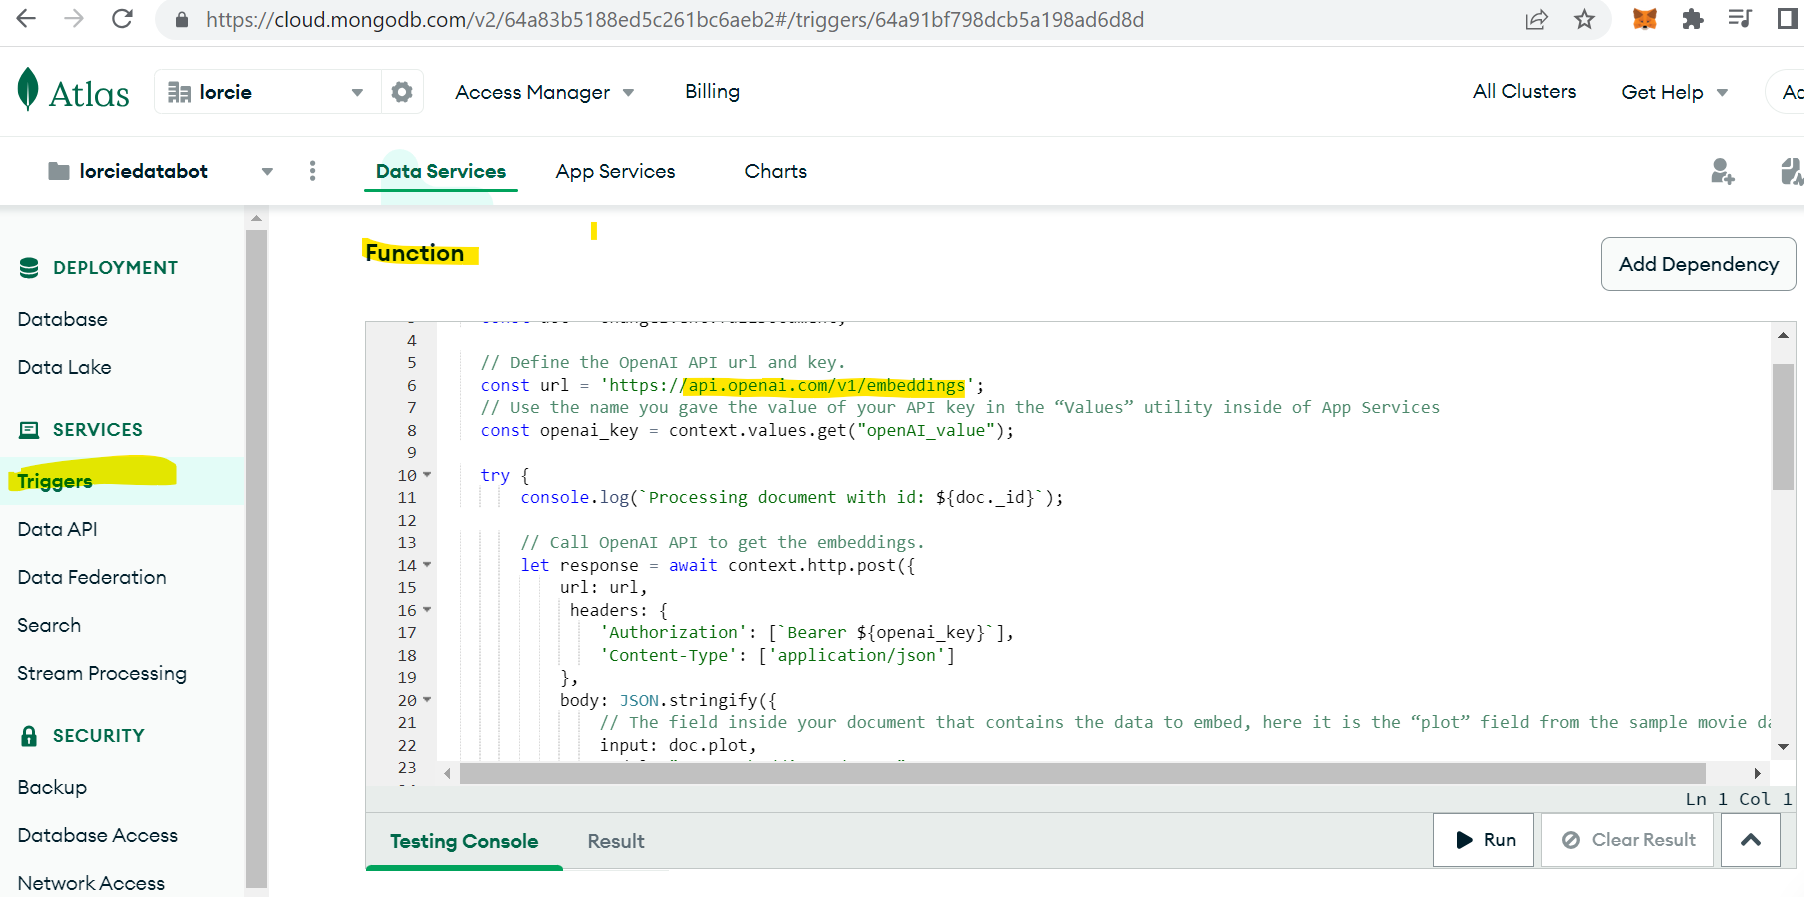 https://cloud.mongodb.com/v2/64a83b5188ed5c261bc6aeb2#/triggers/64a91bf798dcb5a198ad6d8d
Atlas lorcie Access Manager Billing All Clusters Get Help
lorciedatabot Data Services App Services Charts
DEPLOYMENT
Database
Data Lake
SERVICES
Triggers
Data API
Data Federation
Search
Stream Processing
SECURITY
Backup
Database Access
Network Access
Function
Add Dependency
4
5 // Define the OpenAI API url and key.
6 const url = 'https://api.openai.com/v1/embeddings';
7 // Use the name you gave the value of your API key in the “Values” utility inside of App Services
8 const openai_key = context.values.get("openAI_value");
9
10 try {
11 console.log(`Processing document with id: ${doc._id}`);
12
13 // Call OpenAI API to get the embeddings.
14 let response = await context.http.post({
15 url: url,
16 headers: {
17 'Authorization': [`Bearer ${openai_key}`],
18 'Content-Type': ['application/json']
19 },
20 body: JSON.stringify({
21 // The field inside your document that contains the data to embed, here it is the “plot” field from the sample movie
22 input: doc.plot,
23
Ln 1 Col 1
Testing Console Result Run Clear Result